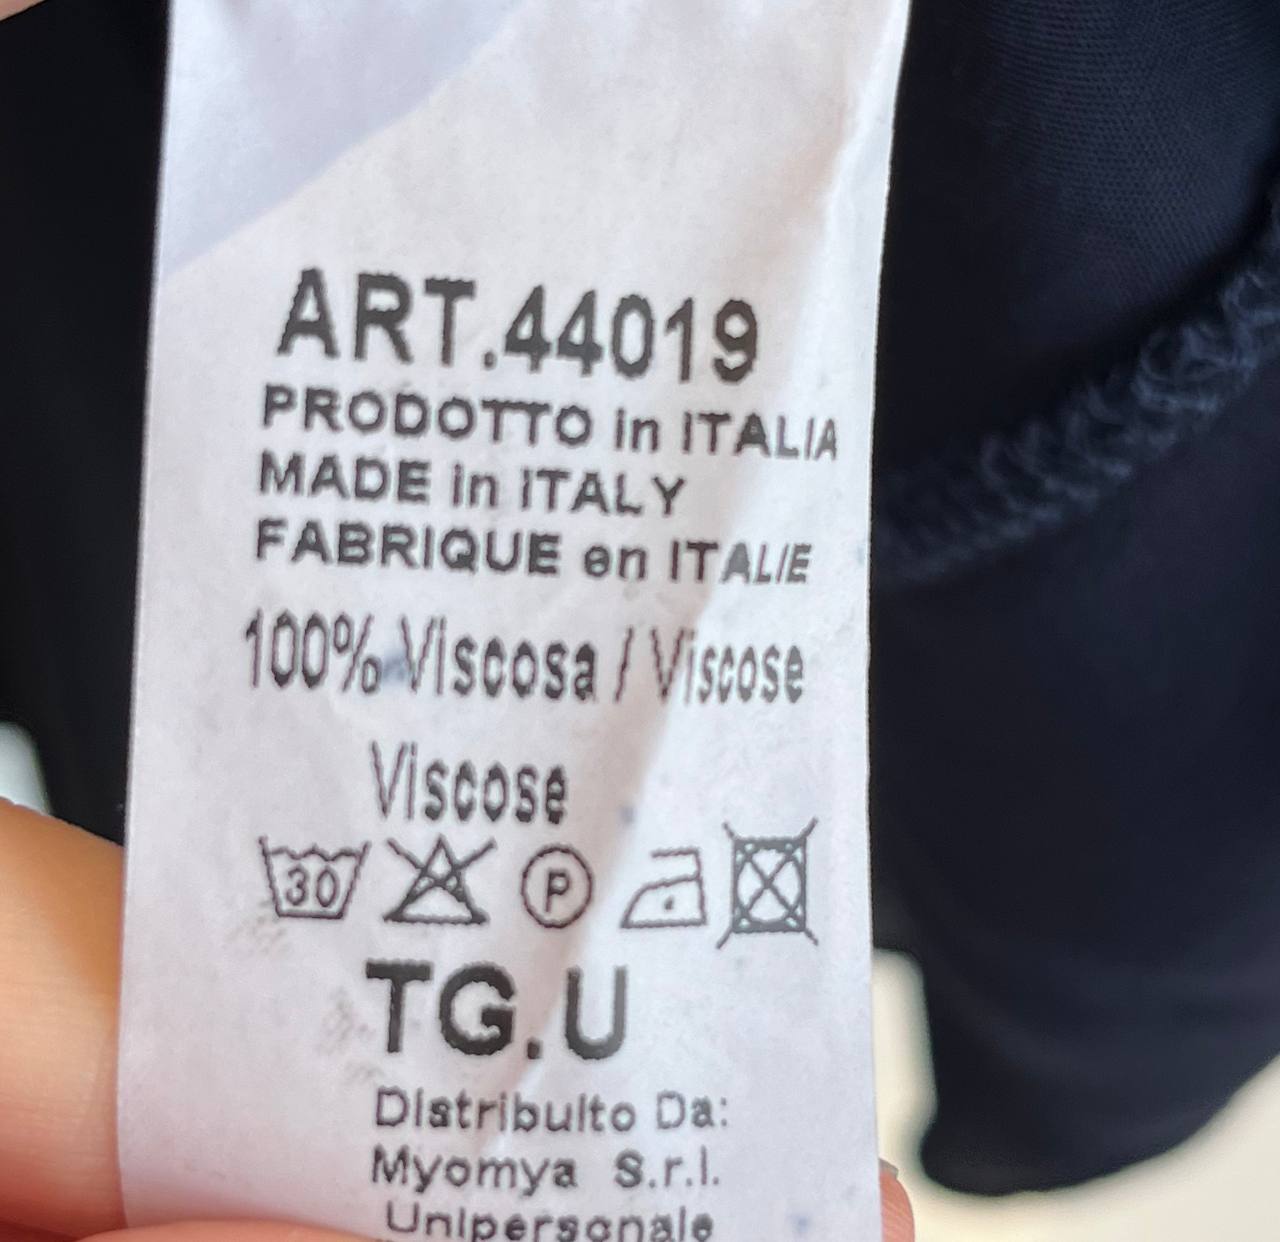 ART.44019
PRODOTTO in ITALIA
MADE in ITALY
FABRIQUE en ITALIE
100% Viscosa / Viscose
Viscose
30 P
TG.U
Distribuito Da:
Myomya S.r.l.
Unipersonale